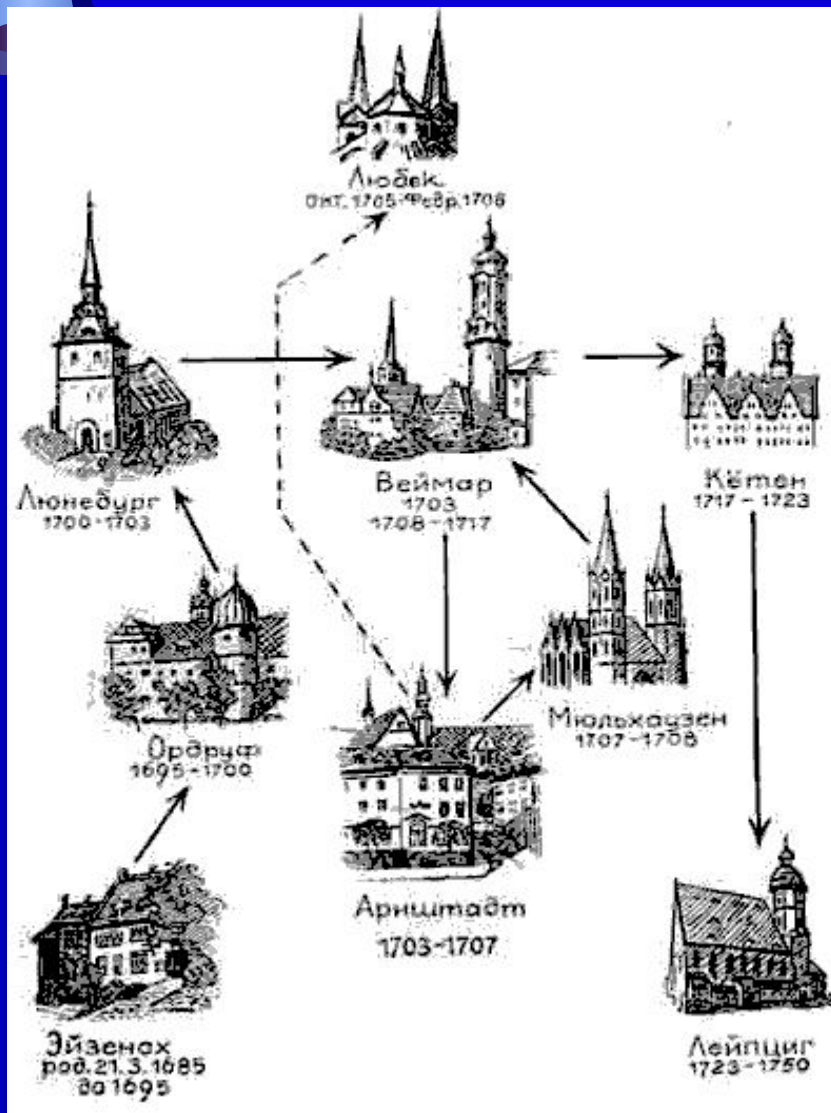 Любек
окт. 1705-Февр. 1706
Люнебург
1700-1703
Веймар
1703
1708-1717
Кётен
1717-1723
Ордруф
1695-1700
Мюльхаузен
1707-1708
Арнштадт
1703-1707
Эйзенах
род. 21.3.1685
до 1695
Лейпциг
1723-1750